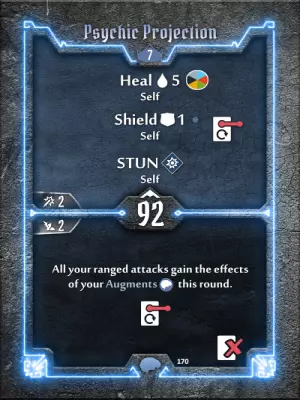 Psychic Projection
7
Heal 5
Self
Shield 1
Self
STUN
Self
2
92
2
All your ranged attacks gain the effects
of your Augments this round.
170